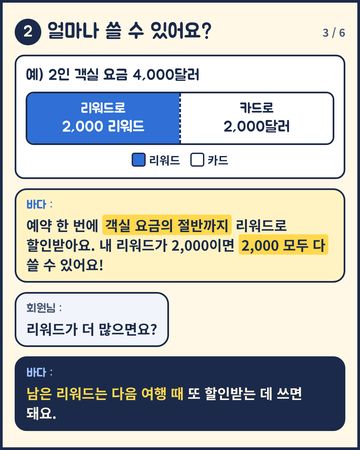 2 얼마나 쓸 수 있어요?
3 / 6
예) 2인 객실 요금 4,000달러
리워드로
2,000 리워드
카드로
2,000달러
리워드 카드
바다 :
예약 한 번에 객실 요금의 절반까지 리워드로
할인받아요. 내 리워드가 2,000이면 2,000 모두 다
쓸 수 있어요!
회원님 :
리워드가 더 많으면요?
바다 :
남은 리워드는 다음 여행 때 또 할인받는 데 쓰면
돼요.